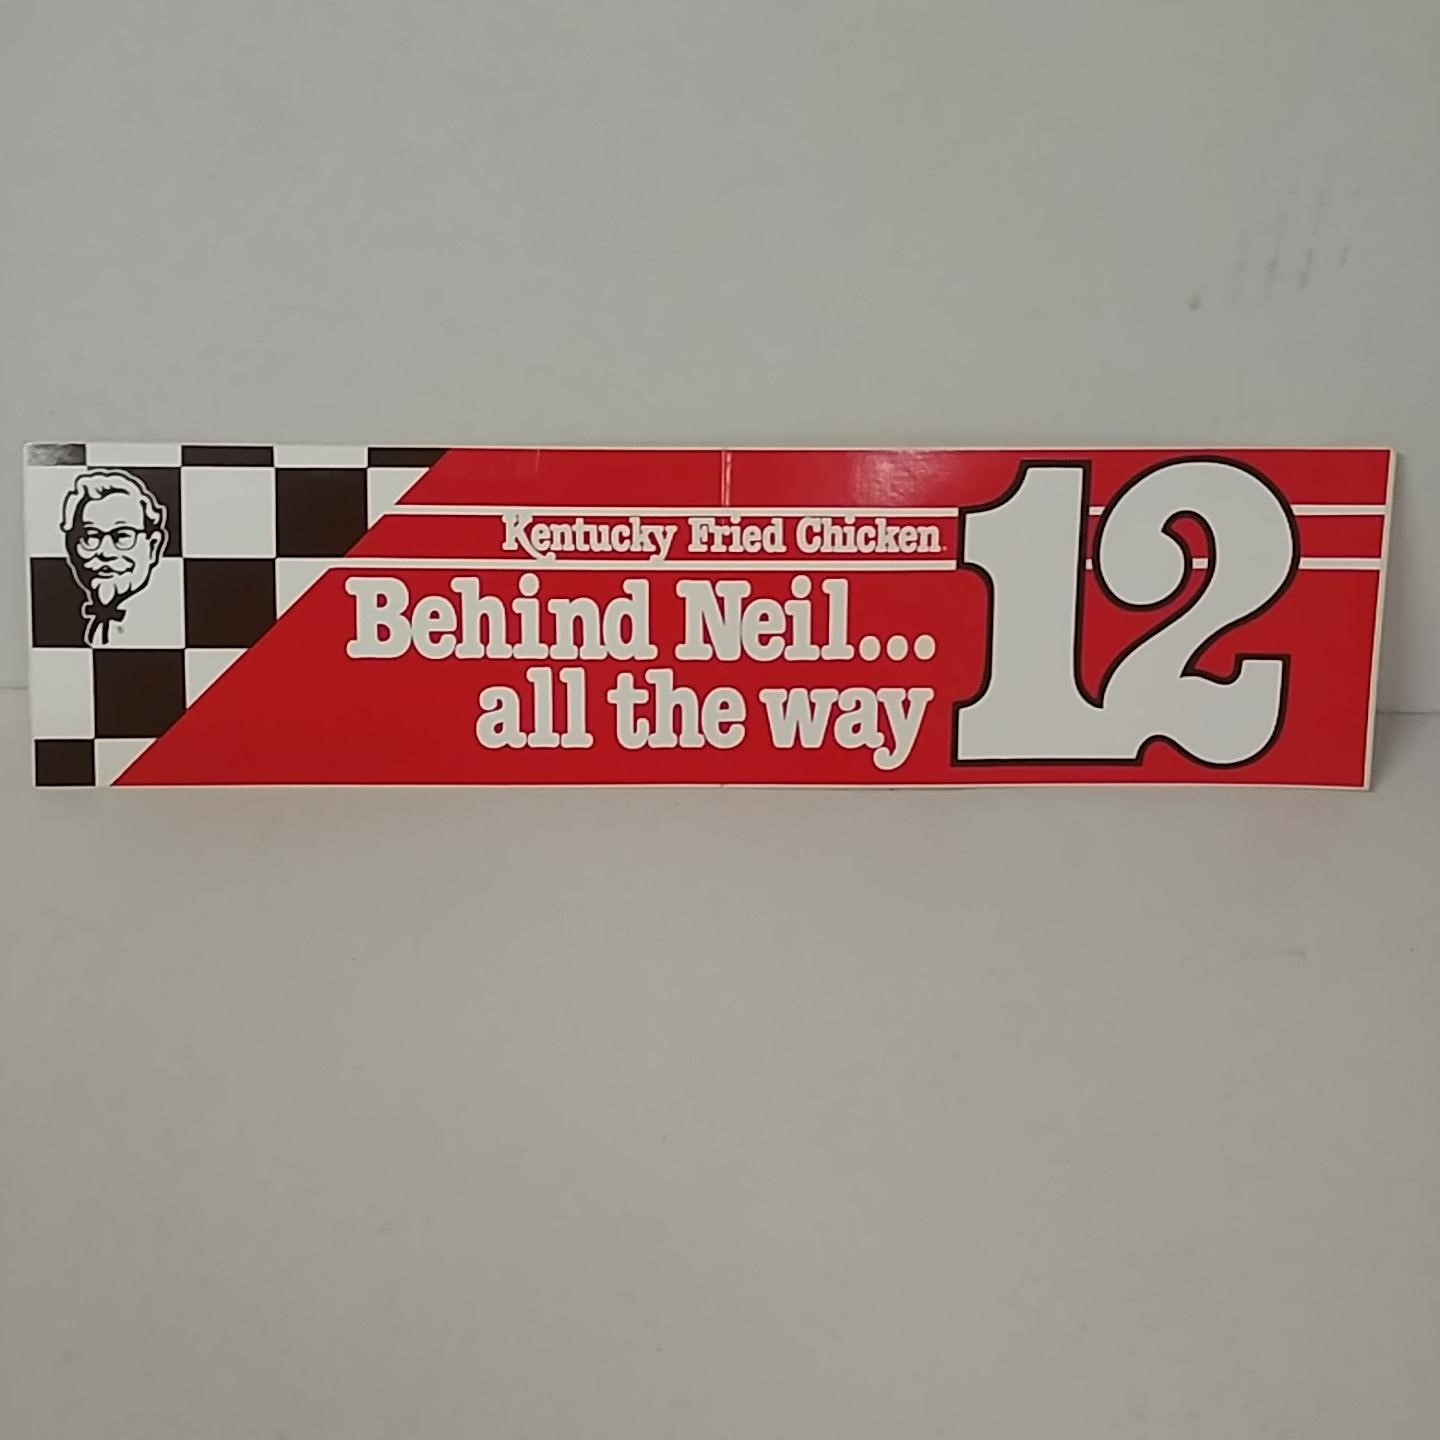 Kentucky Fried Chicken
Behind Neil...
all the way
12